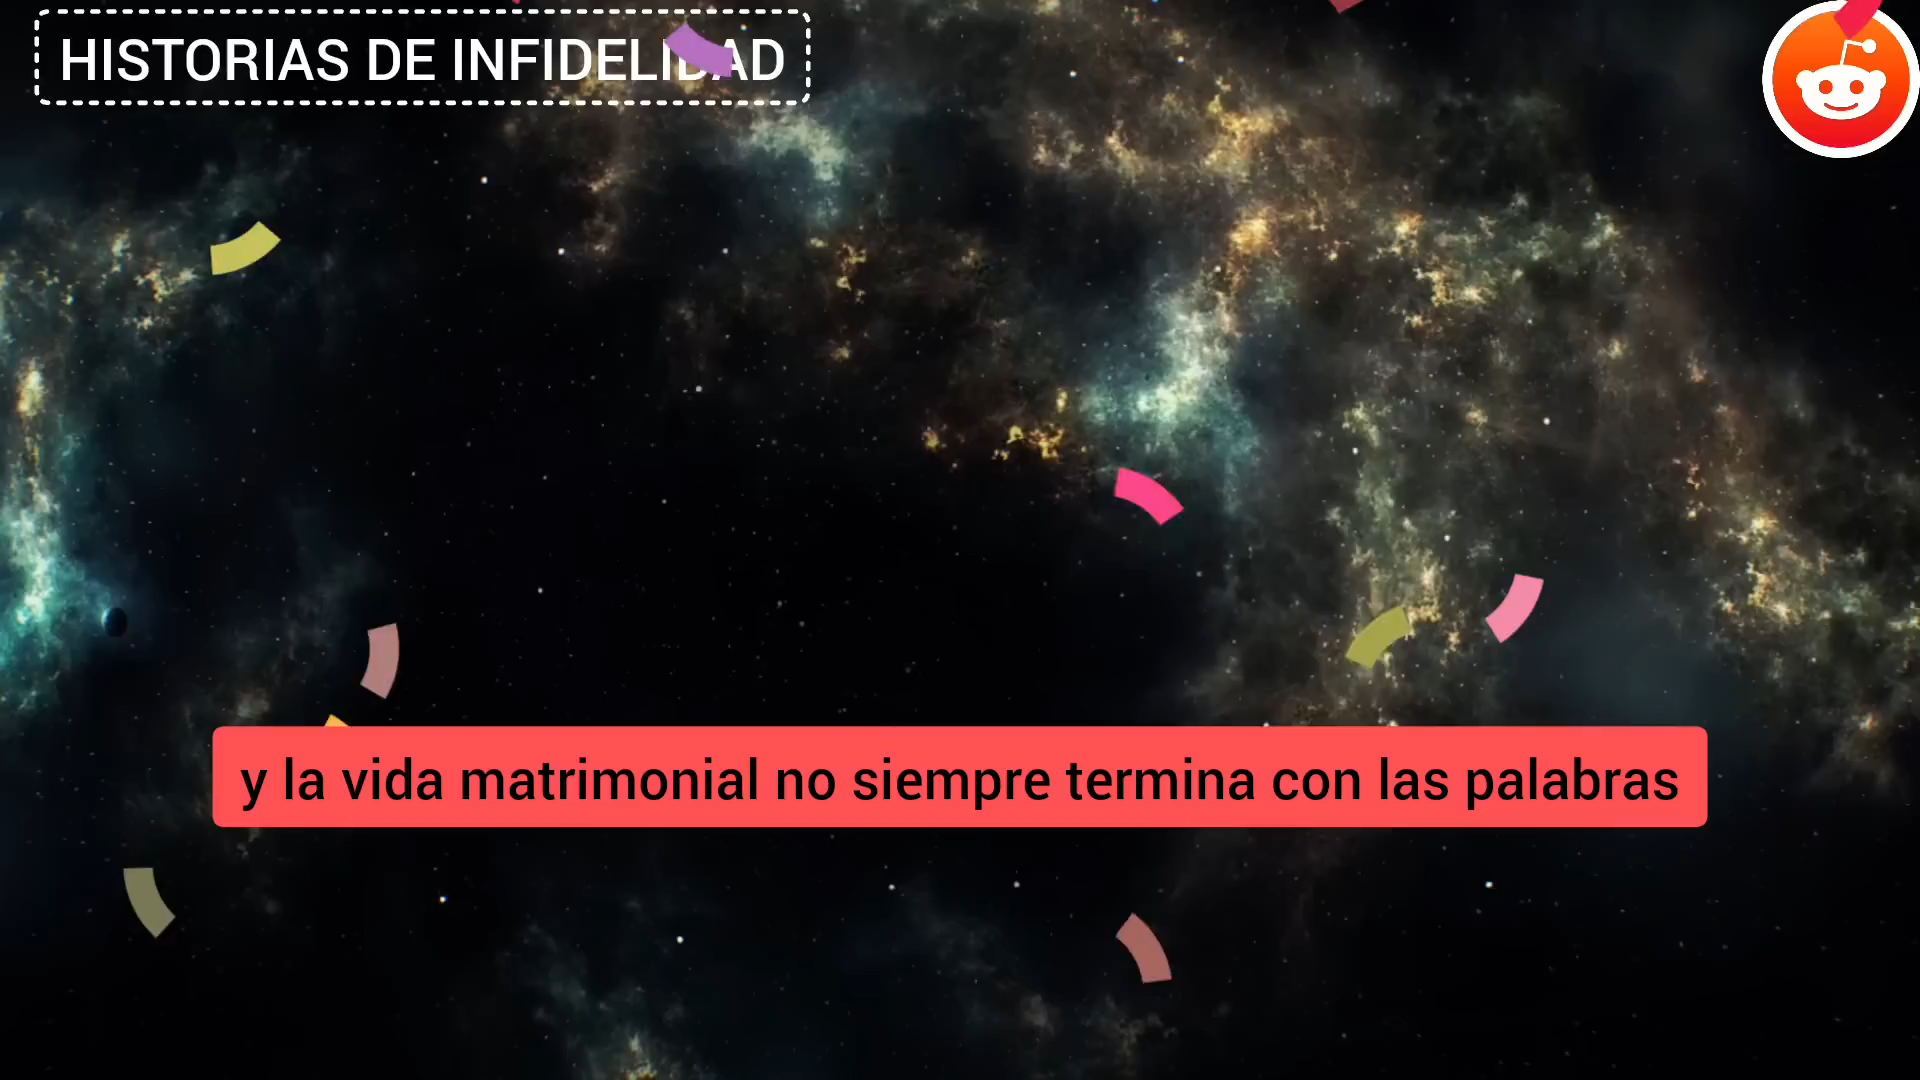 HISTORIAS DE INFIDELIDAD
y la vida matrimonial no siempre termina con las palabras